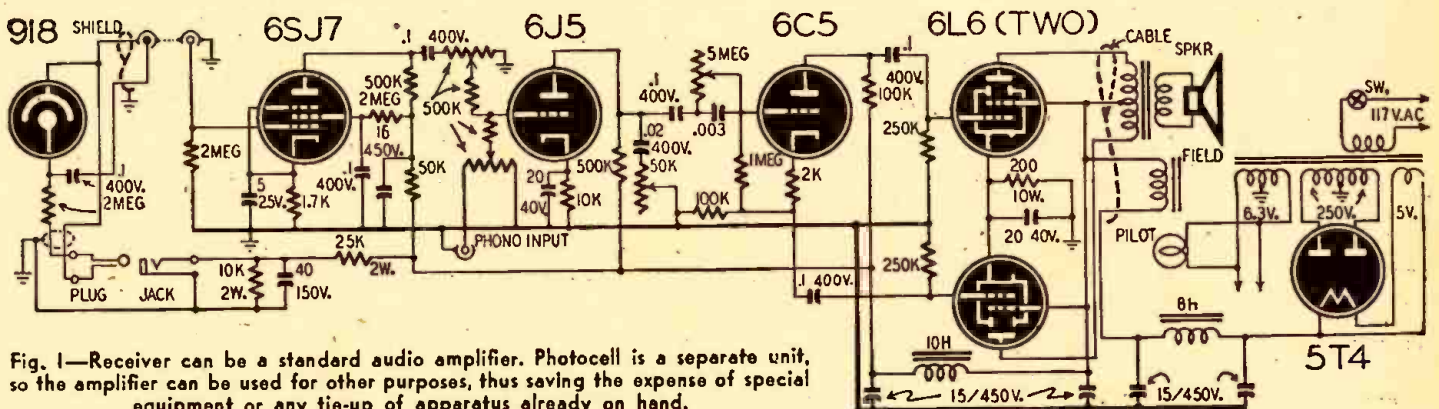 918
SHIELD
6SJ7
.1
400V.
6J5
6C5
6L6 (TWO)
CABLE
SPKR
5 MEG
.1
400V.
100K
500K
2MEG
16
450V.
500K
.1
400V.
.003
SW.
117V.AC
2MEG
.1
400V.
50K
.02
400V.
50K
250K
1MEG
200
10W.
FIELD
.1
400V.
2MEG
5
25V.
1.7K
20
40V.
10K
500K
100K
2K
20 40V.
6.3V.
250V.
5V.
PILOT
PHONO INPUT
25K
2W.
250K
.1 400V.
10K
2W.
40
150V.
PLUG
JACK
10H
8h
5T4
15/450V.
15/450V.
Fig. 1—Receiver can be a standard audio amplifier. Photocell is a separate unit,
so the amplifier can be used for other purposes, thus saving the expense of special
equipment or any tie-up of apparatus already on hand.